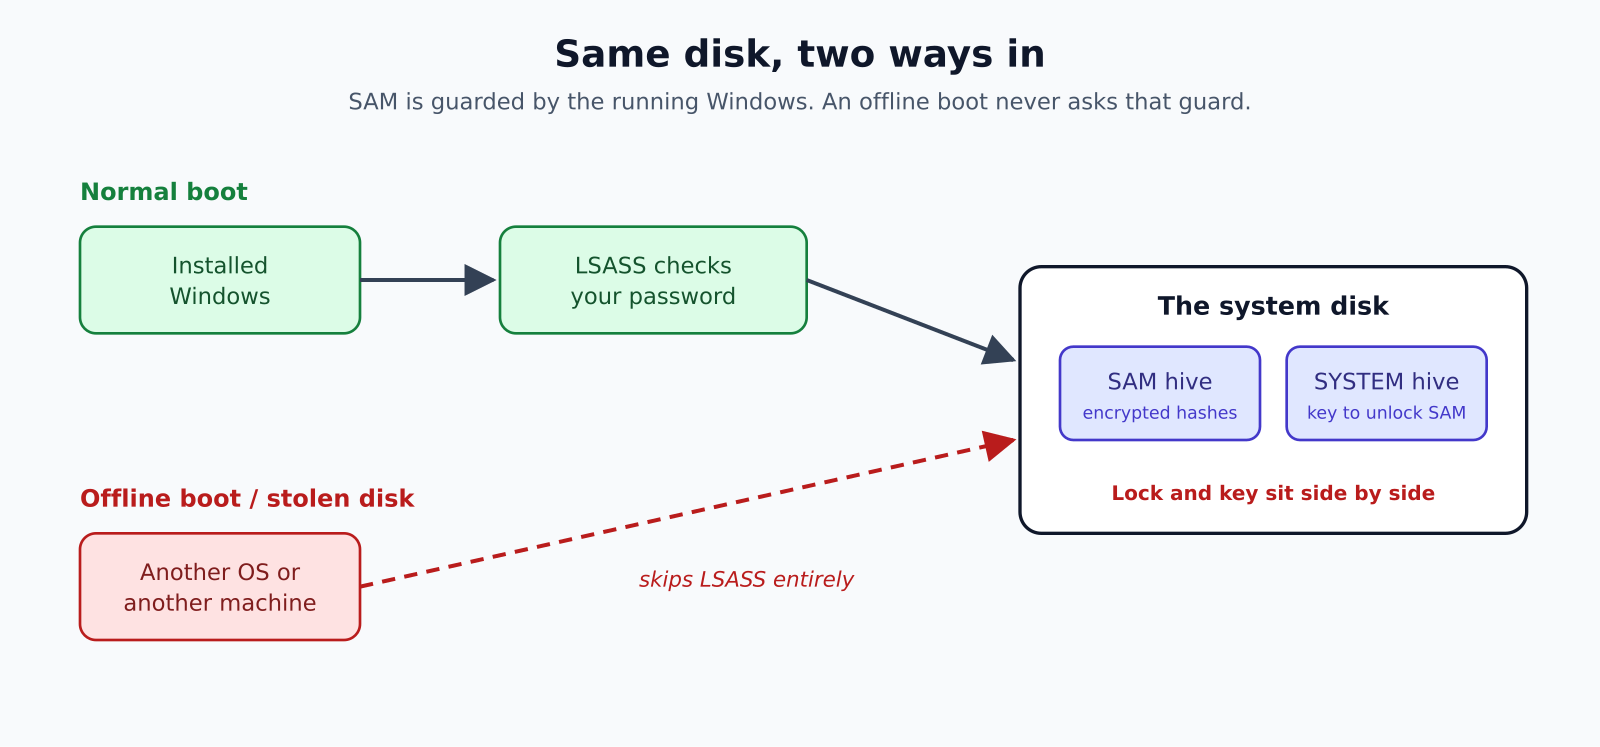 Same disk, two ways in
SAM is guarded by the running Windows. An offline boot never asks that guard.
Normal boot
Installed
Windows
LSASS checks
your password
The system disk
SAM hive
encrypted hashes
SYSTEM hive
key to unlock SAM
Lock and key sit side by side
Offline boot / stolen disk
Another OS or
another machine
skips LSASS entirely